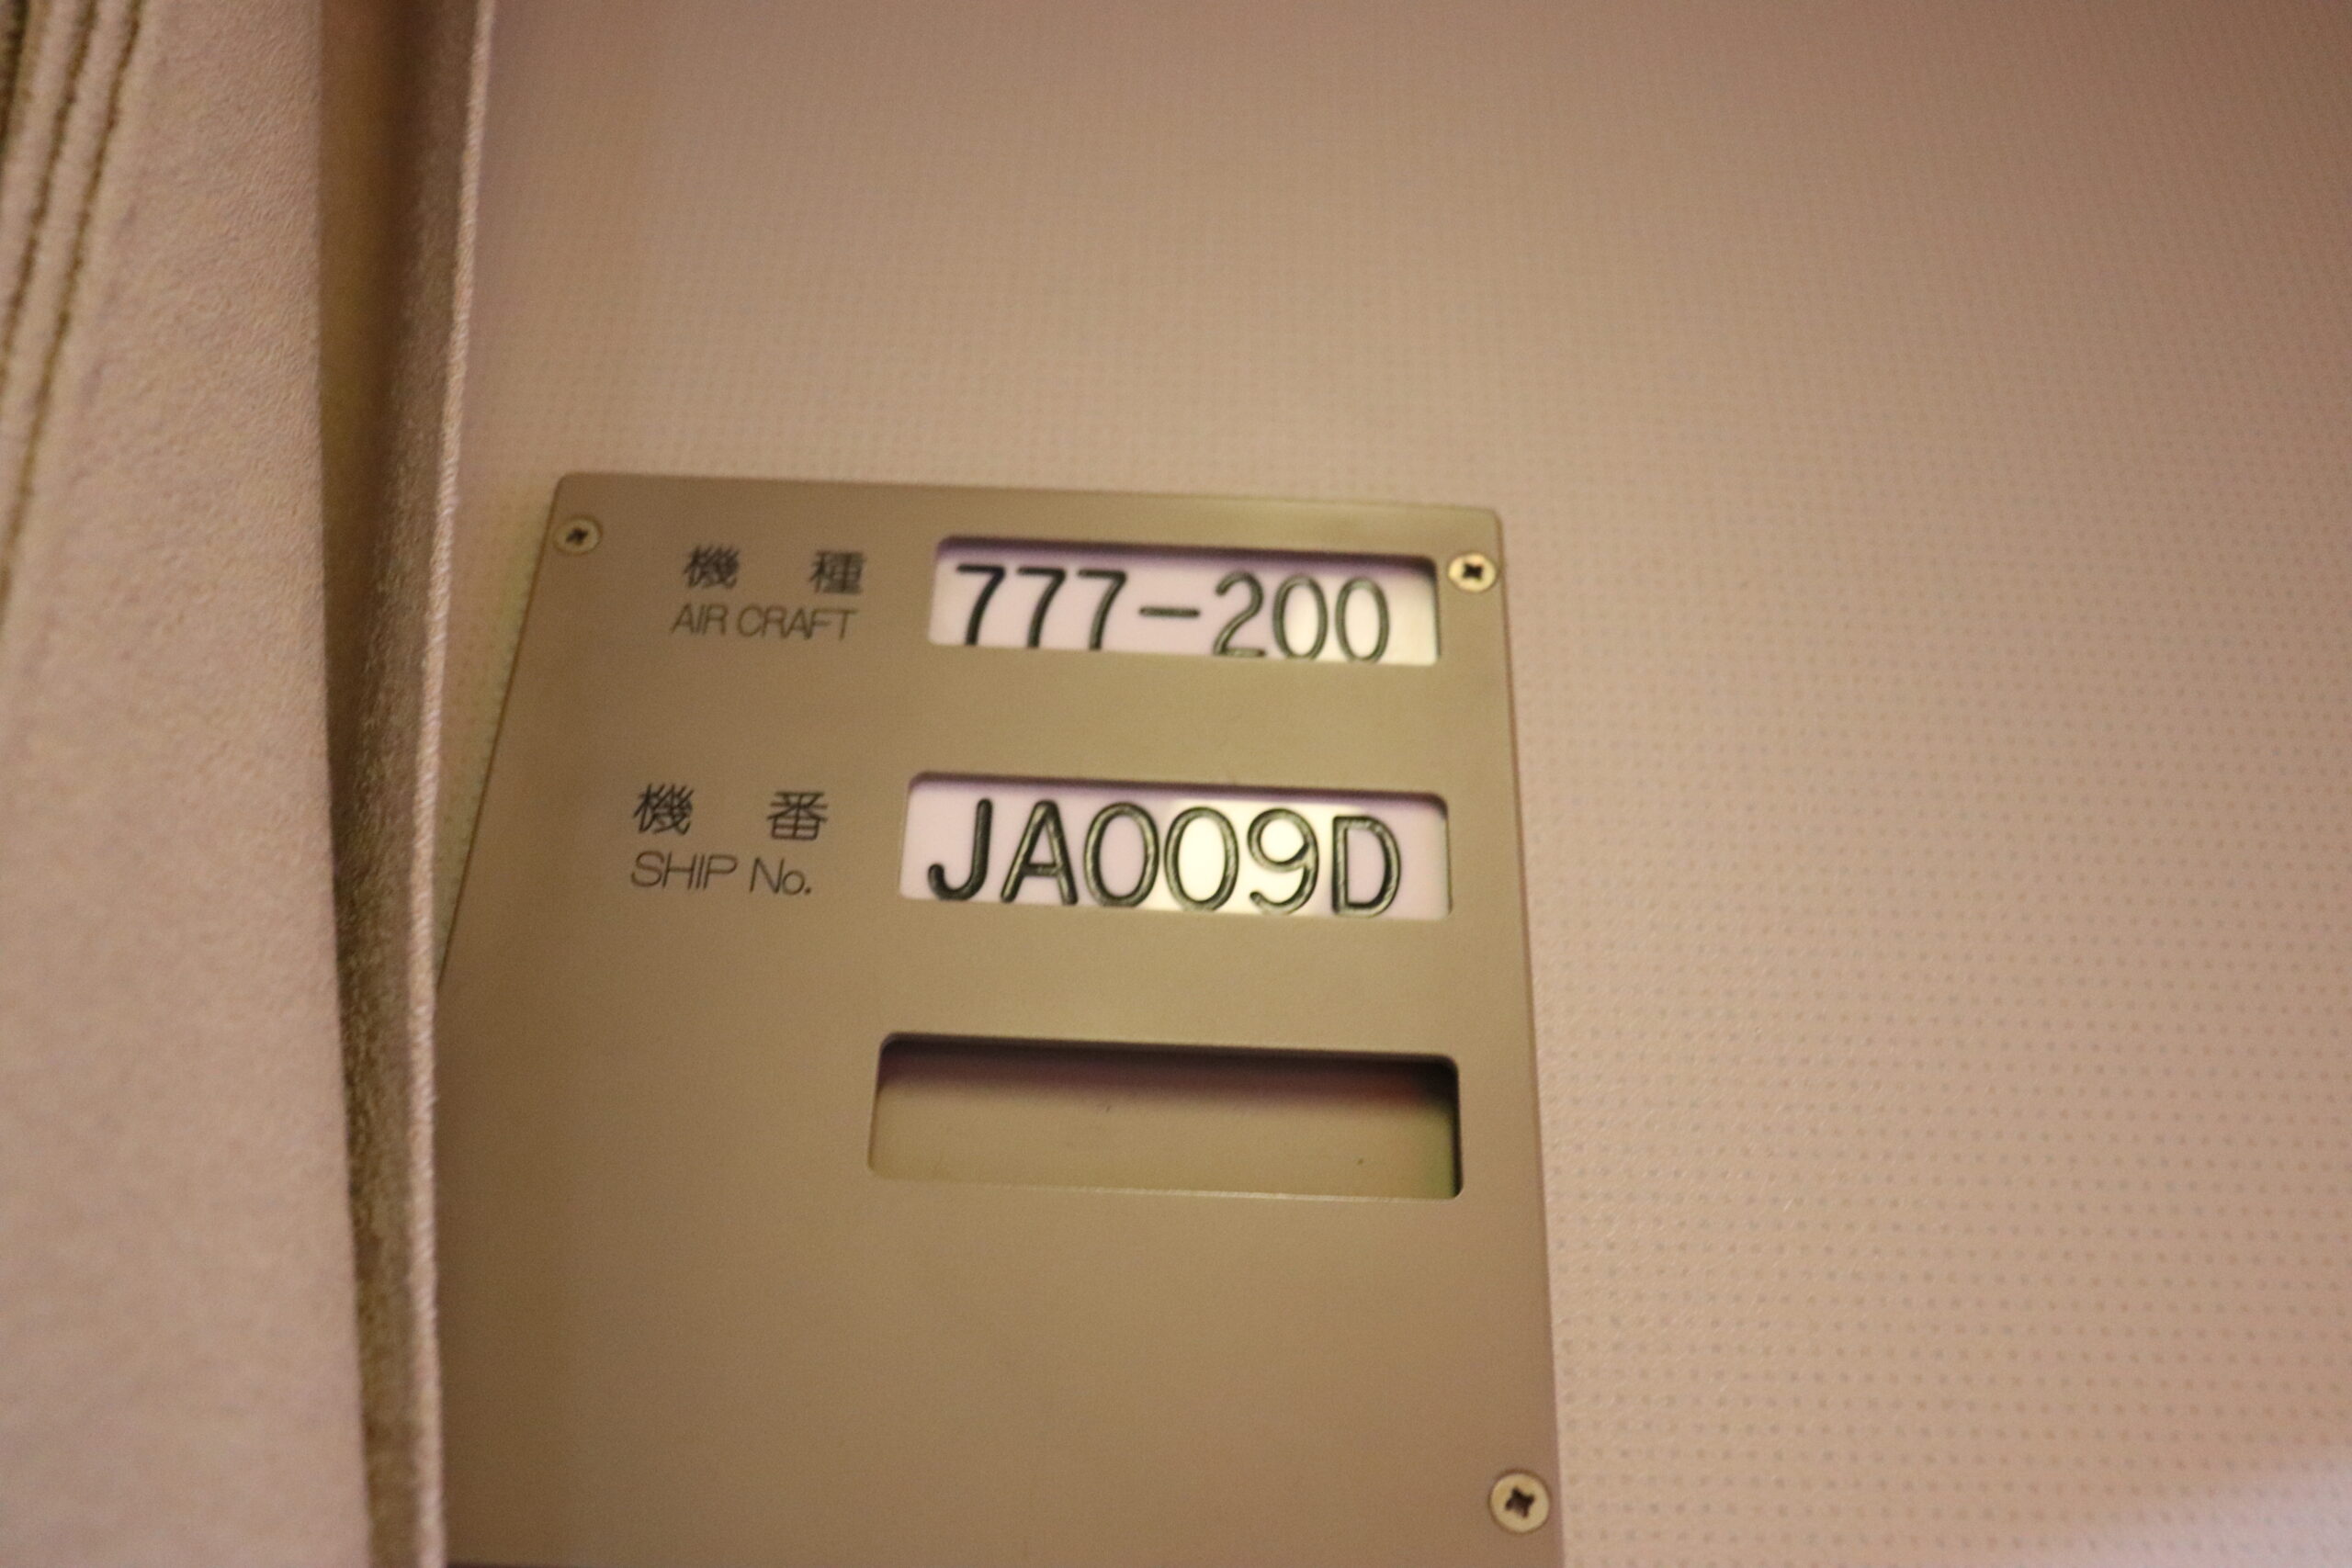 機 種 777-200
AIR CRAFT
機 番 JA009D
SHIP No.